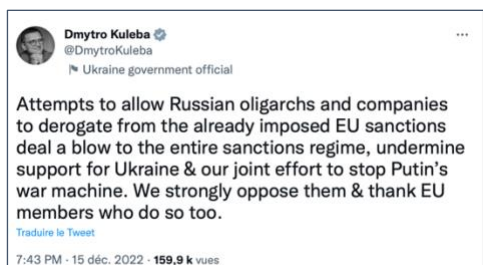 Dmytro Kuleba
@DmytroKuleba
Ukraine government official
Attempts to allow Russian oligarchs and companies
to derogate from the already imposed EU sanctions
deal a blow to the entire sanctions regime, undermine
support for Ukraine & our joint effort to stop Putin’s
war machine. We strongly oppose them & thank EU
members who do so too.
Traduire le Tweet
7:43 PM · 15 déc. 2022 · 159,9 k vues